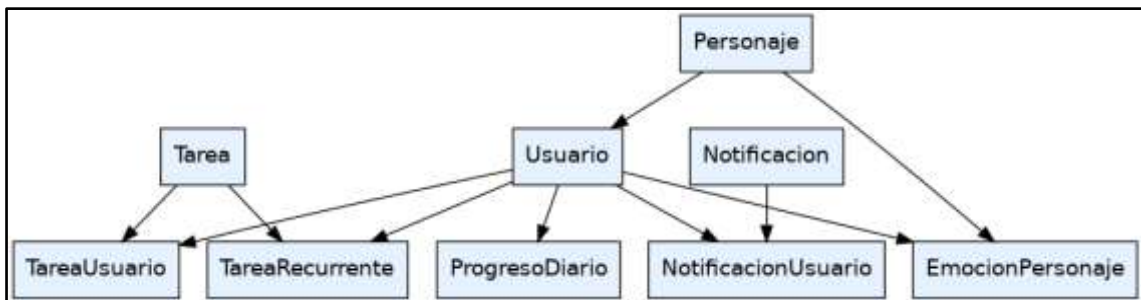 Personaje
Tarea
Usuario
Notificacion
TareaUsuario
TareaRecurrente
ProgresoDiario
NotificacionUsuario
EmocionPersonaje